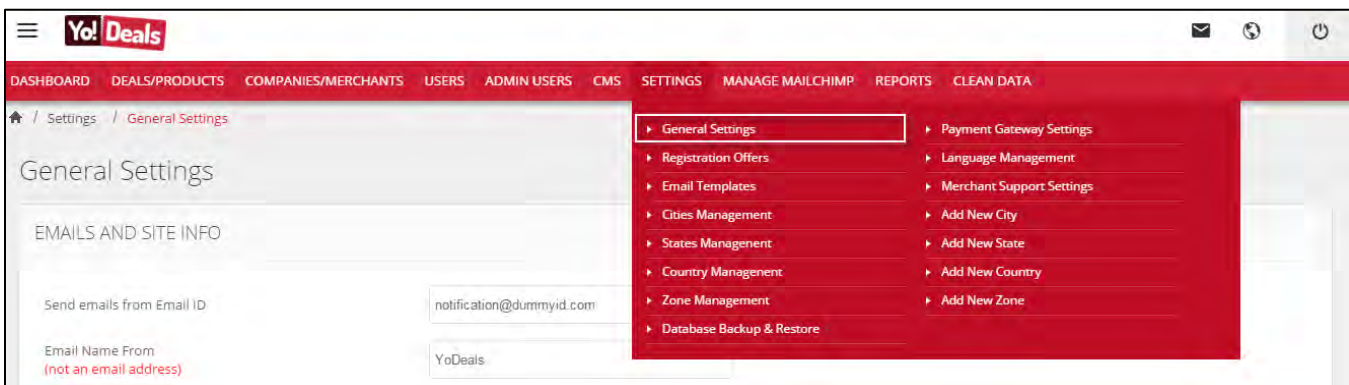 Yo! Deals
DASHBOARD DEALS/PRODUCTS COMPANIES/MERCHANTS USERS ADMIN USERS CMS SETTINGS MANAGE MAILCHIMP REPORTS CLEAN DATA
/ Settings / General Settings
General Settings
EMAILS AND SITE INFO
Send emails from Email ID notification@dummyid.com
Email Name From YoDeals
(not an email address)
General Settings
Registration Offers
Email Templates
Cities Management
States Management
Country Management
Zone Management
Database Backup & Restore
Payment Gateway Settings
Language Management
Merchant Support Settings
Add New City
Add New State
Add New Country
Add New Zone